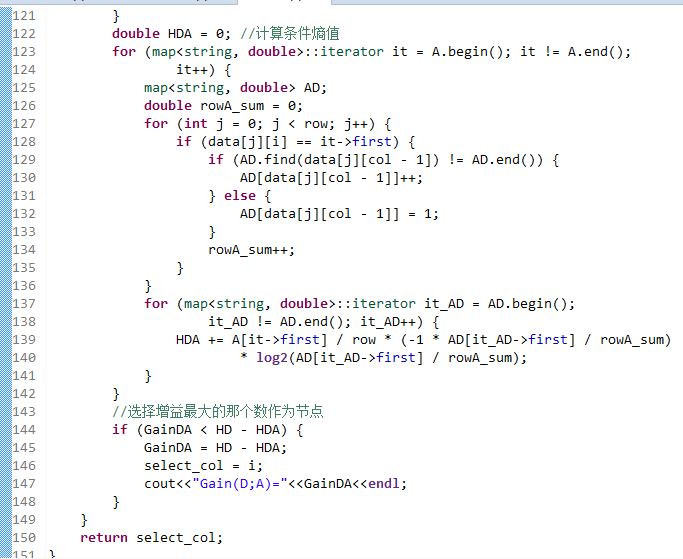 121         }
122         double HDA = 0; //计算条件熵值
123         for (map<string, double>::iterator it = A.begin(); it != A.end();
124                 it++) {
125             map<string, double> AD;
126             double rowA_sum = 0;
127             for (int j = 0; j < row; j++) {
128                 if (data[j][i] == it->first) {
129                     if (AD.find(data[j][col - 1]) != AD.end()) {
130                         AD[data[j][col - 1]]++;
131                     } else {
132                         AD[data[j][col - 1]] = 1;
133                     }
134                     rowA_sum++;
135                 }
136             }
137             for (map<string, double>::iterator it_AD = AD.begin();
138                     it_AD != AD.end(); it_AD++) {
139                 HDA += A[it->first] / row * (-1 * AD[it_AD->first] / rowA_sum)
140                         * log2(AD[it_AD->first] / rowA_sum);
141             }
142         }
143         //选择增益最大的那个数作为节点
144         if (GainDA < HD - HDA) {
145             GainDA = HD - HDA;
146             select_col = i;
147             cout<<"Gain(D;A)="<<GainDA<<endl;
148         }
149     }
150     return select_col;
151 }